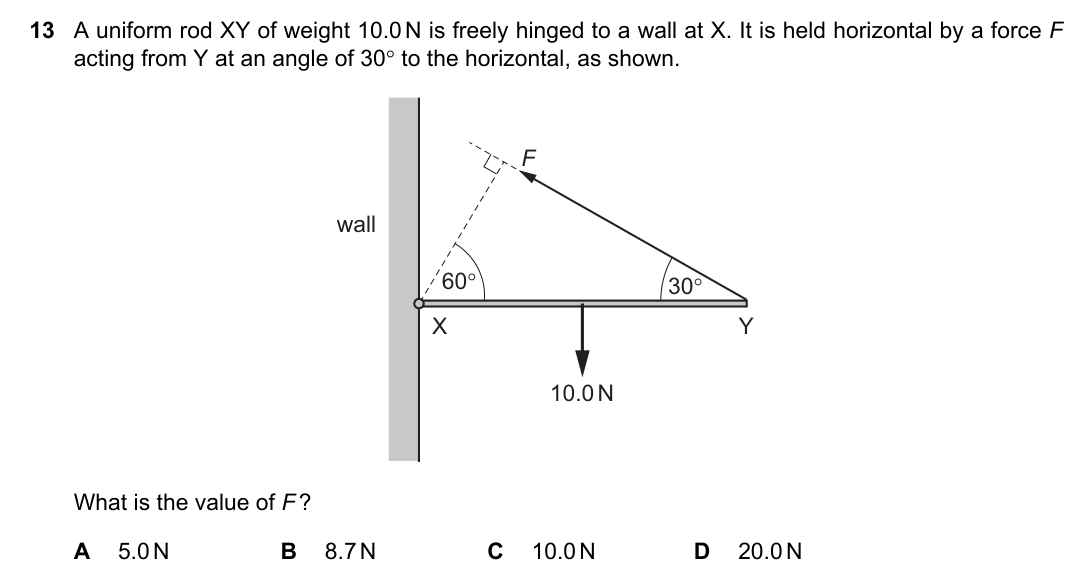 13 A uniform rod XY of weight 10.0 N is freely hinged to a wall at X. It is held horizontal by a force F
acting from Y at an angle of 30° to the horizontal, as shown.
F
wall
60°
30°
X
Y
10.0 N
What is the value of F?
A 5.0 N B 8.7 N C 10.0 N D 20.0 N